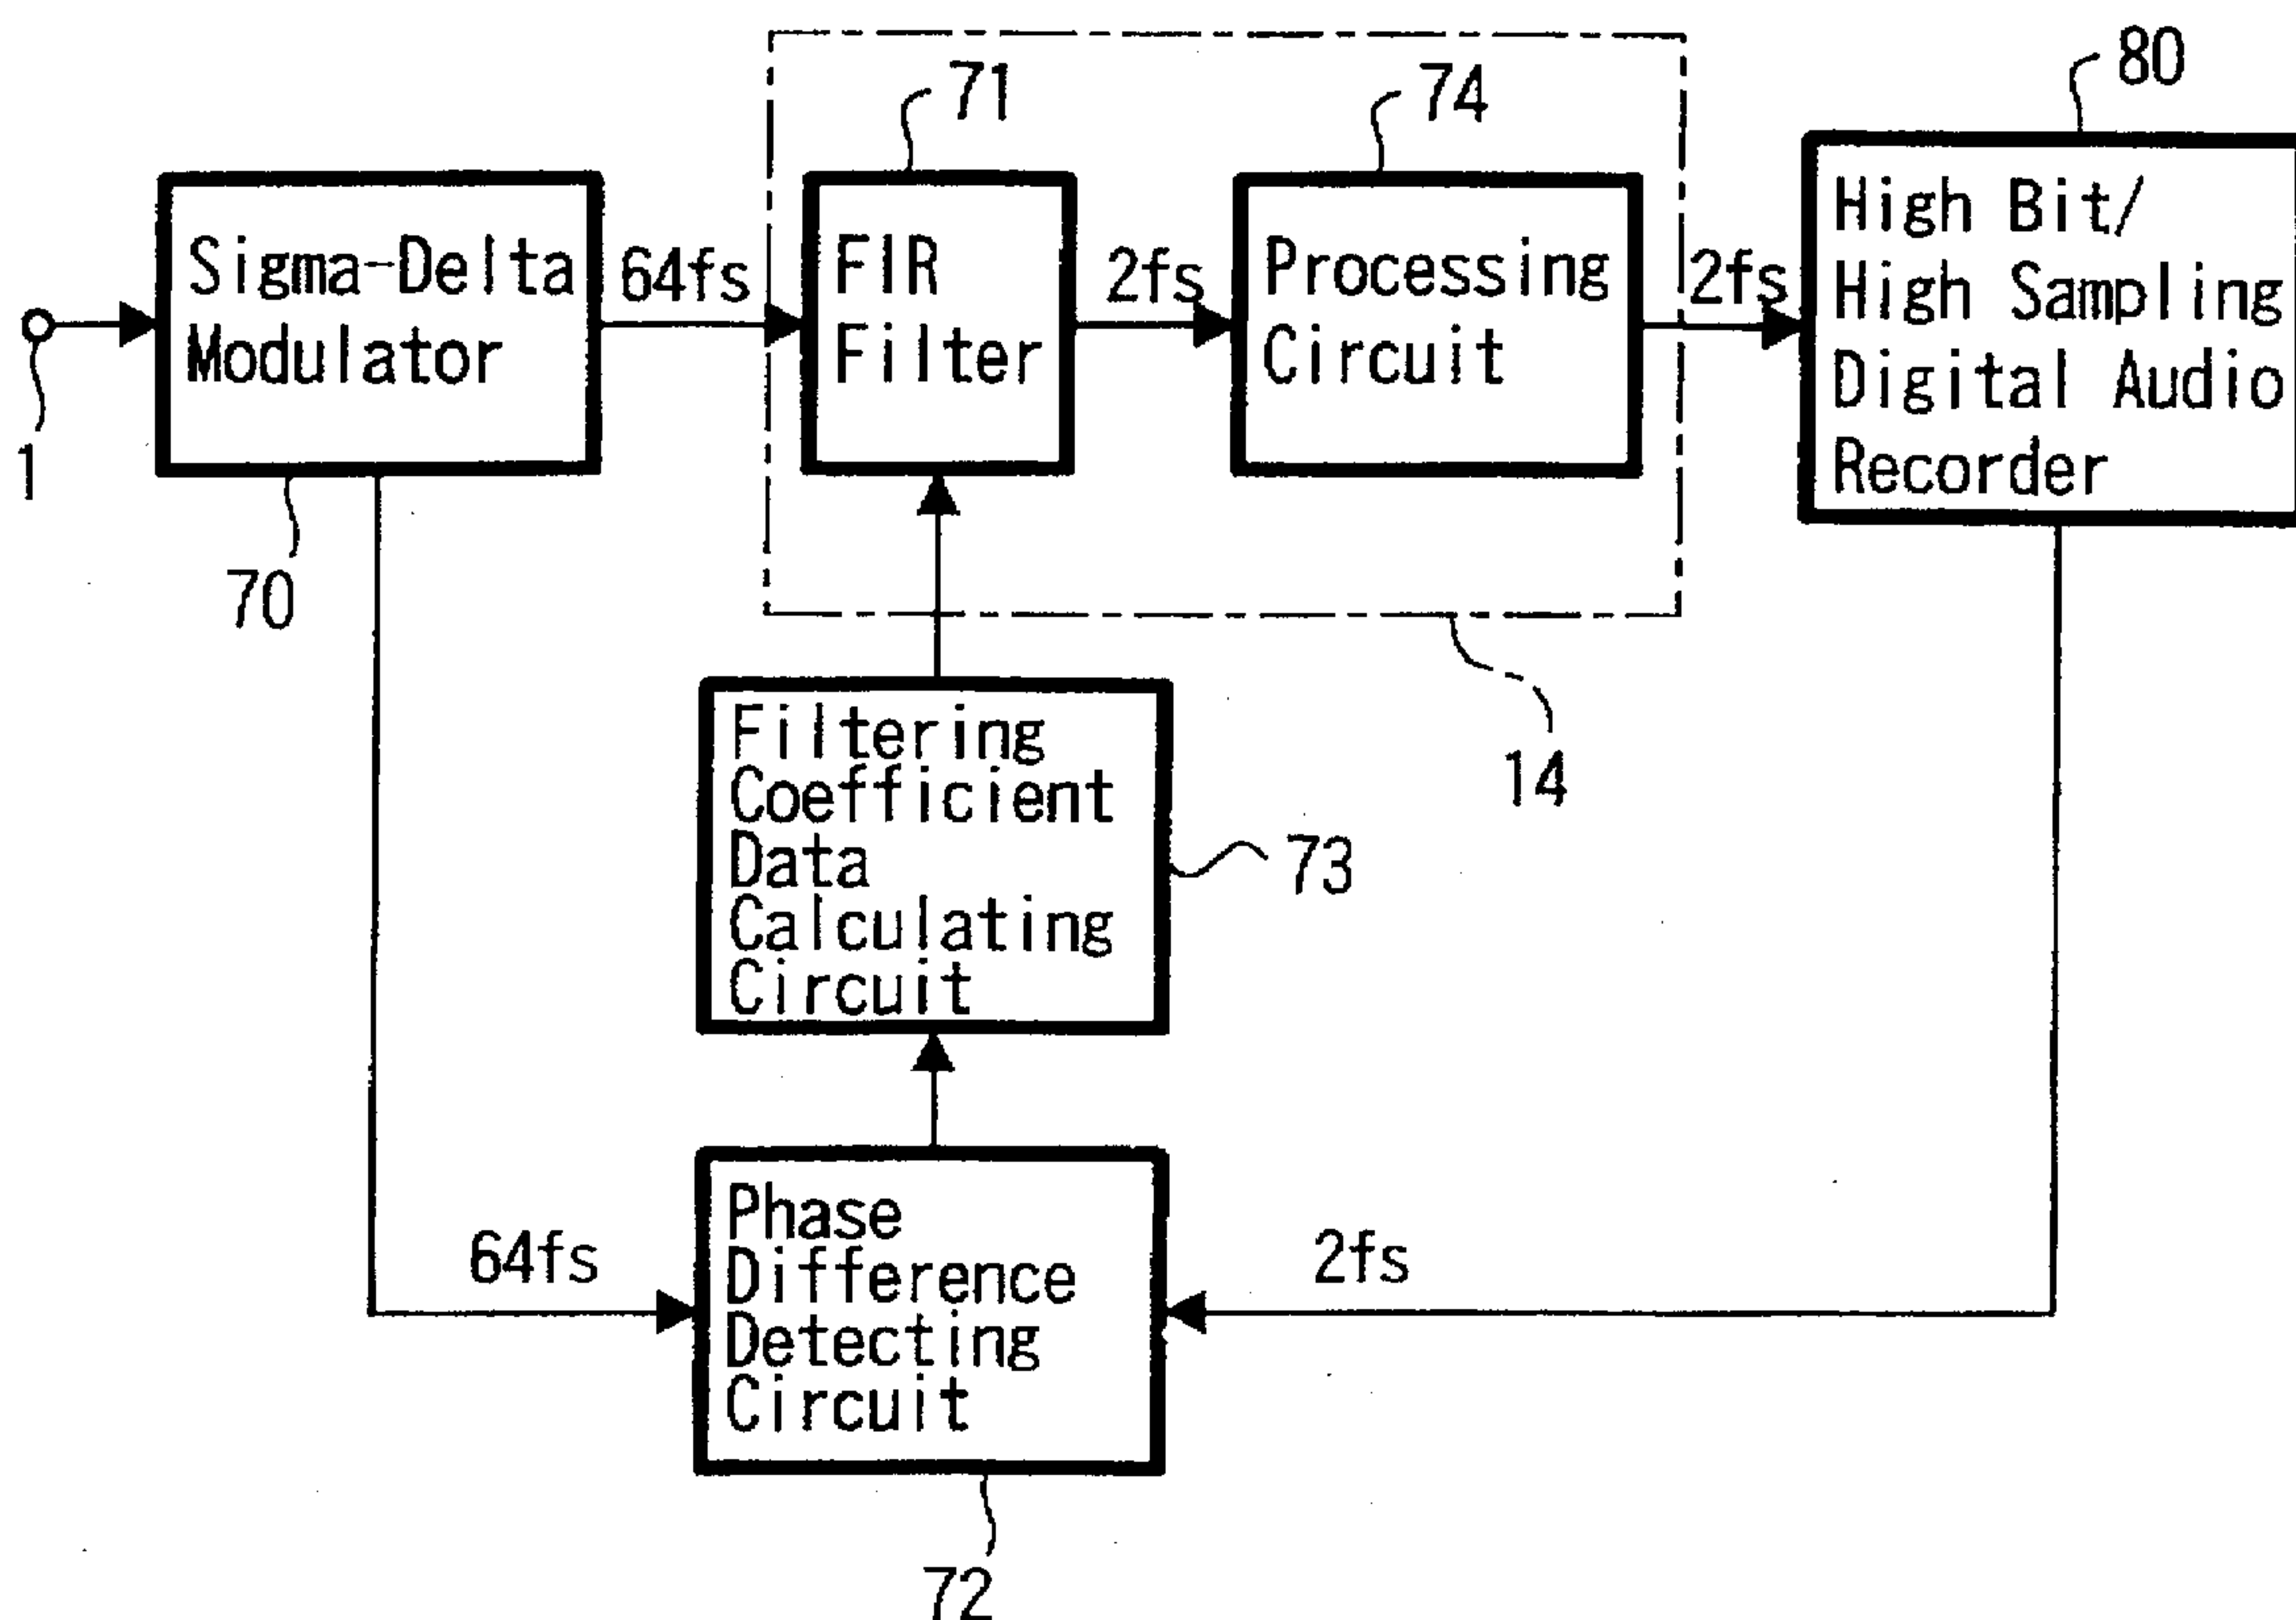 80
71
74
High Bit/
High Sampling
Digital Audio
Recorder
Sigma-Delta
Modulator
64fs
FIR
Filter
2fs
Processing
Circuit
2fs
1
70
14
Filtering
Coefficient
Data
Calculating
Circuit
73
Phase
Difference
Detecting
Circuit
64fs
2fs
72